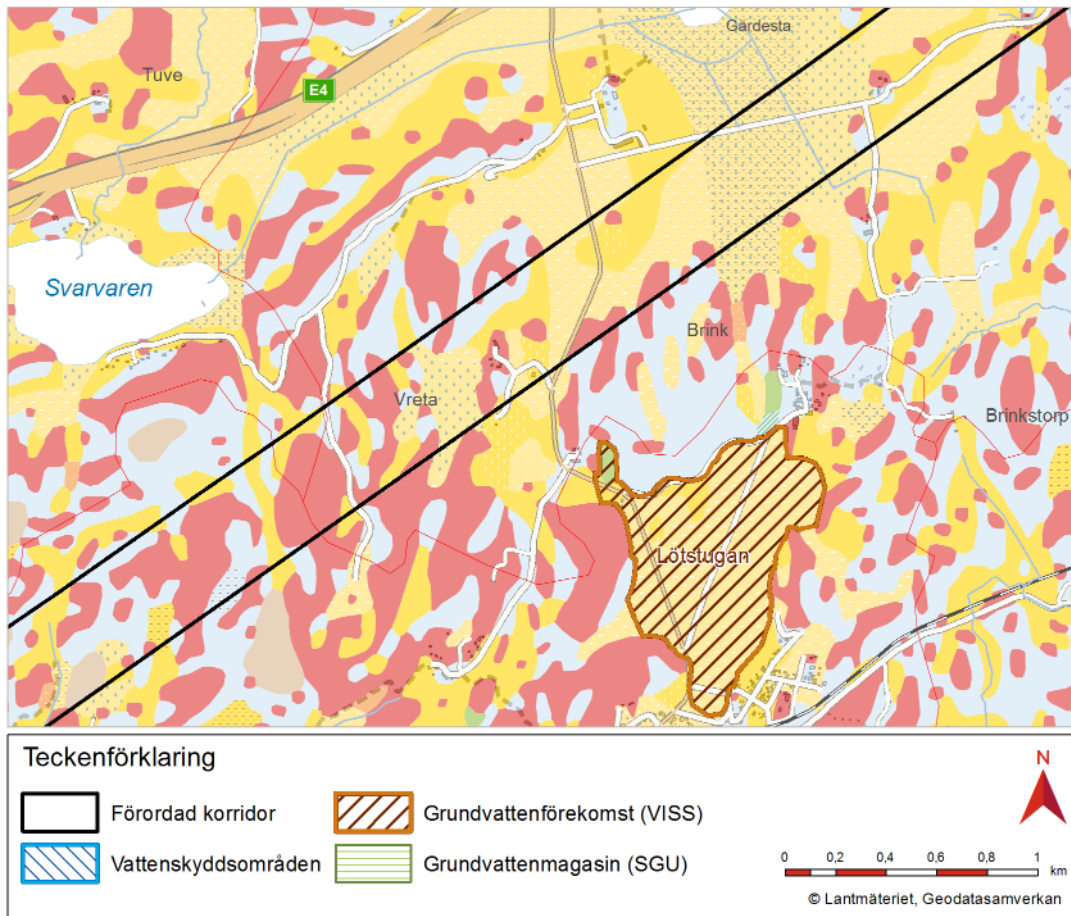 Gärdesta
Tuve
E4
Svarvaren
Brink
Vreta
Brinkstorp
Lötstugan
Teckenförklaring
Förordad korridor
Grundvattenförekomst (VISS)
Vattenskyddsområden
Grundvattenmagasin (SGU)
N
0 0,2 0,4 0,6 0,8 1
km
© Lantmäteriet, Geodatasamverkan